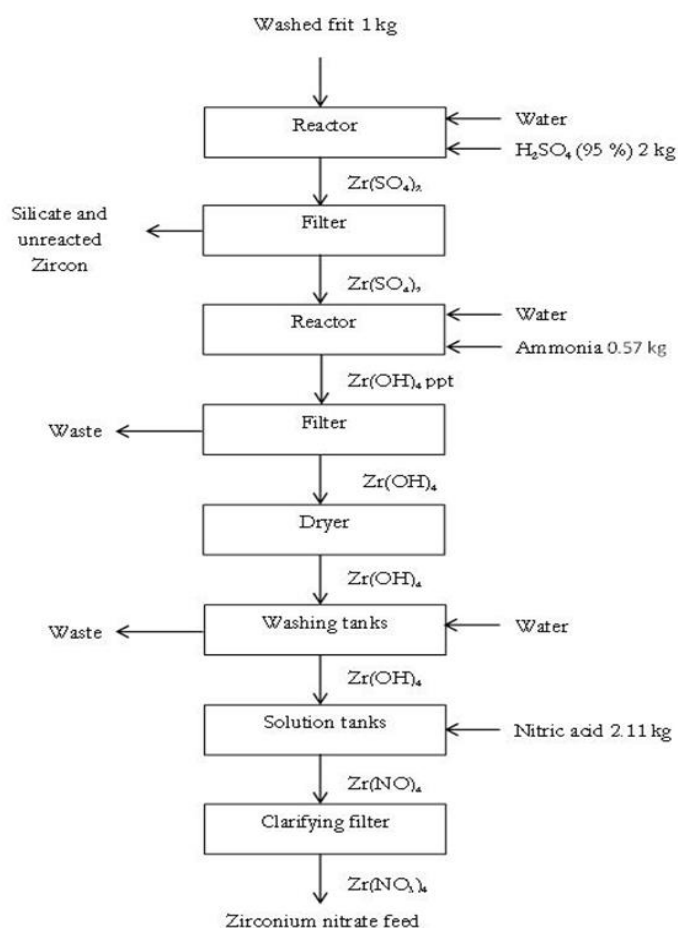 Washed frit 1 kg
Reactor
Water
H₂SO₄ (95 %) 2 kg
Zr(SO₄)₂
Silicate and
unreacted
Zircon
Filter
Zr(SO₄)₂
Reactor
Water
Ammonia 0.57 kg
Zr(OH)₄ ppt
Waste
Filter
Zr(OH)₄
Dryer
Zr(OH)₄
Waste
Washing tanks
Water
Zr(OH)₄
Solution tanks
Nitric acid 2.11 kg
Zr(NO)₄
Clarifying filter
Zr(NO₃)₄
Zirconium nitrate feed